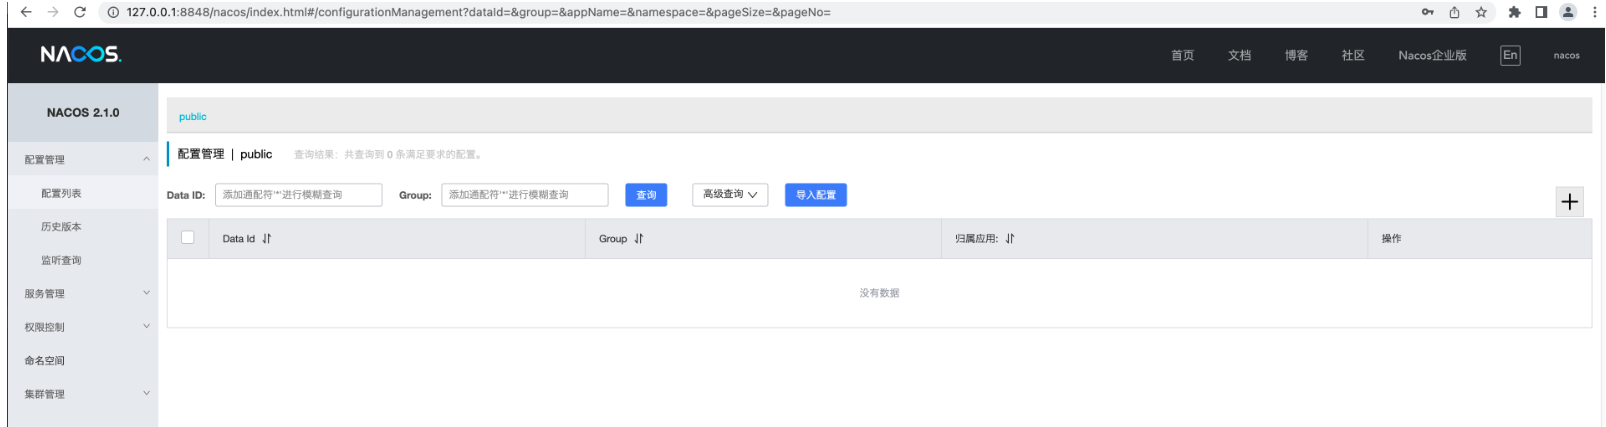 127.0.0.1:8848/nacos/index.html#/configurationManagement?dataId=&group=&appName=&namespace=&pageSize=&pageNo=
NACOS. 首页 文档 博客 社区 Nacos企业版 En nacos
NACOS 2.1.0
public
配置管理
配置管理 | public 查询结果：共查询到 0 条满足要求的配置。
配置列表
Data ID: 添加通配符'*'进行模糊查询 Group: 添加通配符'*'进行模糊查询 查询 高级查询 导入配置
历史版本
Data Id Group 归属应用: 操作
监听查询
服务管理
没有数据
权限控制
命名空间
集群管理